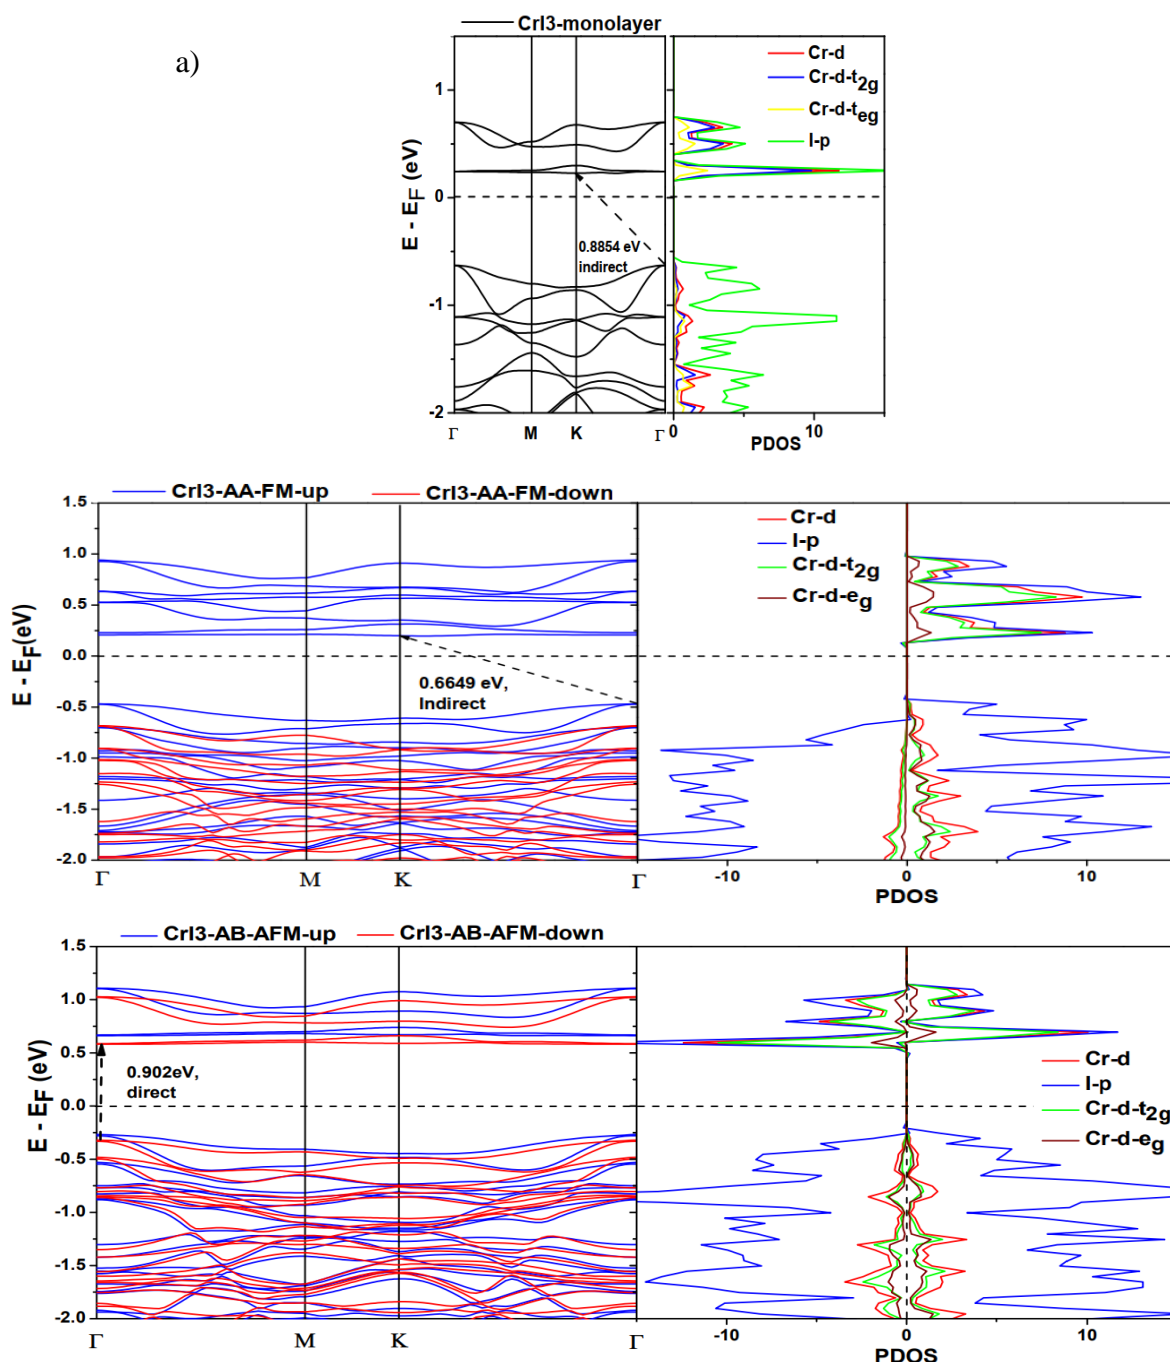 CrI3-monolayer
a)
Cr-d
Cr-d-t2g
Cr-d-teg
I-p
E - EF (eV)
1
0
-1
-2
0.8854 eV
indirect
Γ M K Γ 0 10
PDOS
CrI3-AA-FM-up CrI3-AA-FM-down
Cr-d
I-p
Cr-d-t2g
Cr-d-eg
E - EF(eV)
1.5
1.0
0.5
0.0
-0.5
-1.0
-1.5
-2.0
0.6649 eV,
Indirect
Γ M K Γ -10 0 10
PDOS
CrI3-AB-AFM-up CrI3-AB-AFM-down
E - EF (eV)
1.5
1.0
0.5
0.0
-0.5
-1.0
-1.5
-2.0
0.902eV,
direct
Cr-d
I-p
Cr-d-t2g
Cr-d-eg
Γ M K Γ -10 0 10
PDOS